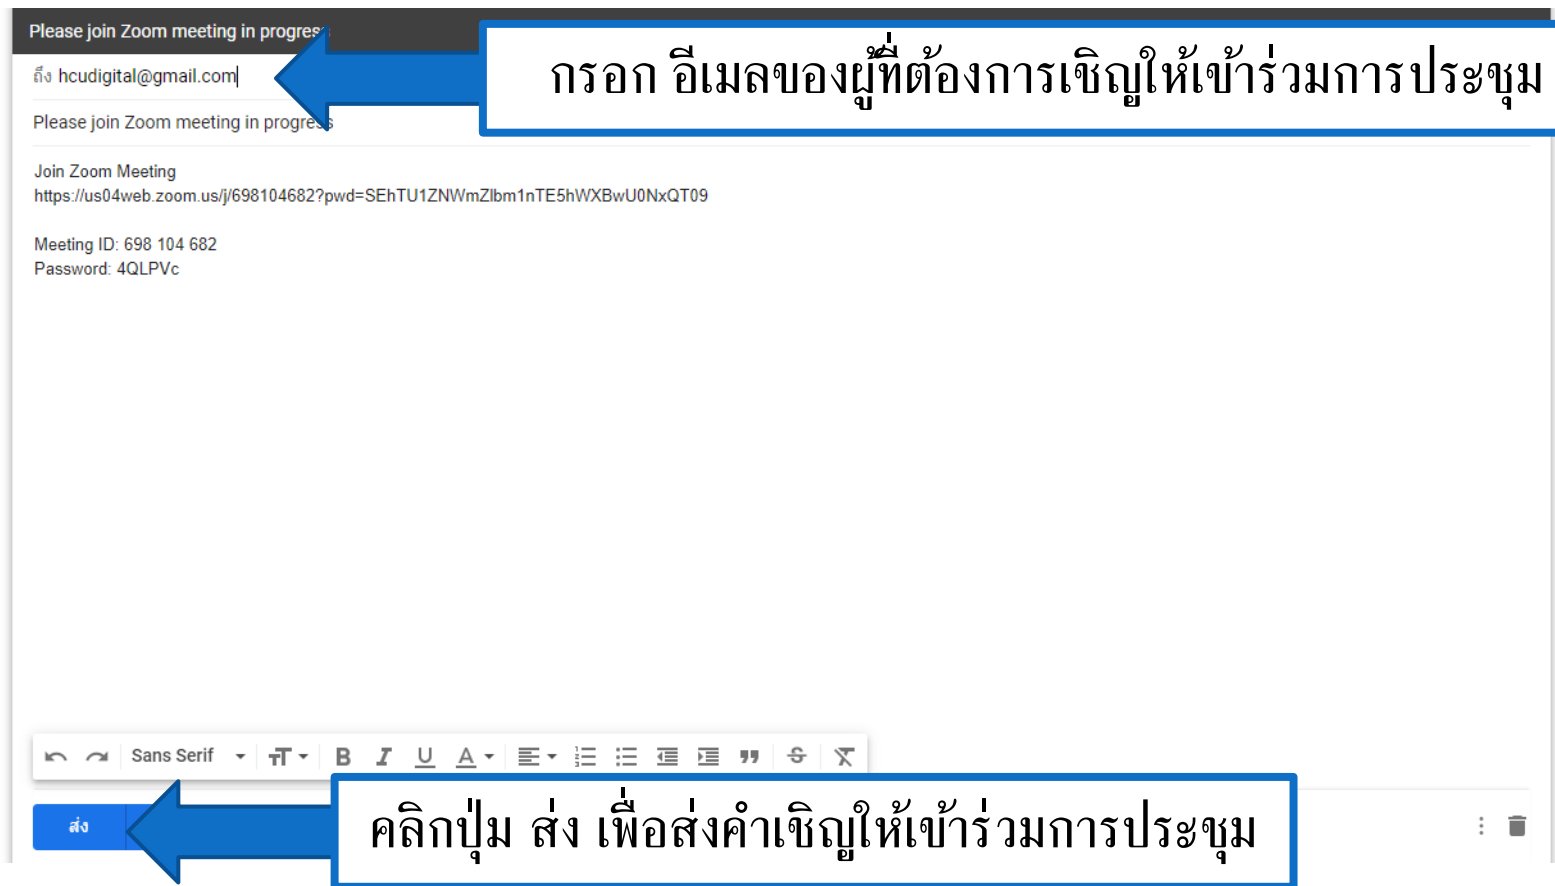 Please join Zoom meeting in progress
กรอก อีเมลของผู้ที่ต้องการเชิญให้เข้าร่วมการประชุม
ถึง hcudigital@gmail.com
Please join Zoom meeting in progress
Join Zoom Meeting
https://us04web.zoom.us/j/698104682?pwd=SEhTU1ZNWmZlbm1nTE5hWXBwU0NxQT09
Meeting ID: 698 104 682
Password: 4QLPVc
Sans Serif
ส่ง
คลิกปุ่ม ส่ง เพื่อส่งคำเชิญให้เข้าร่วมการประชุม